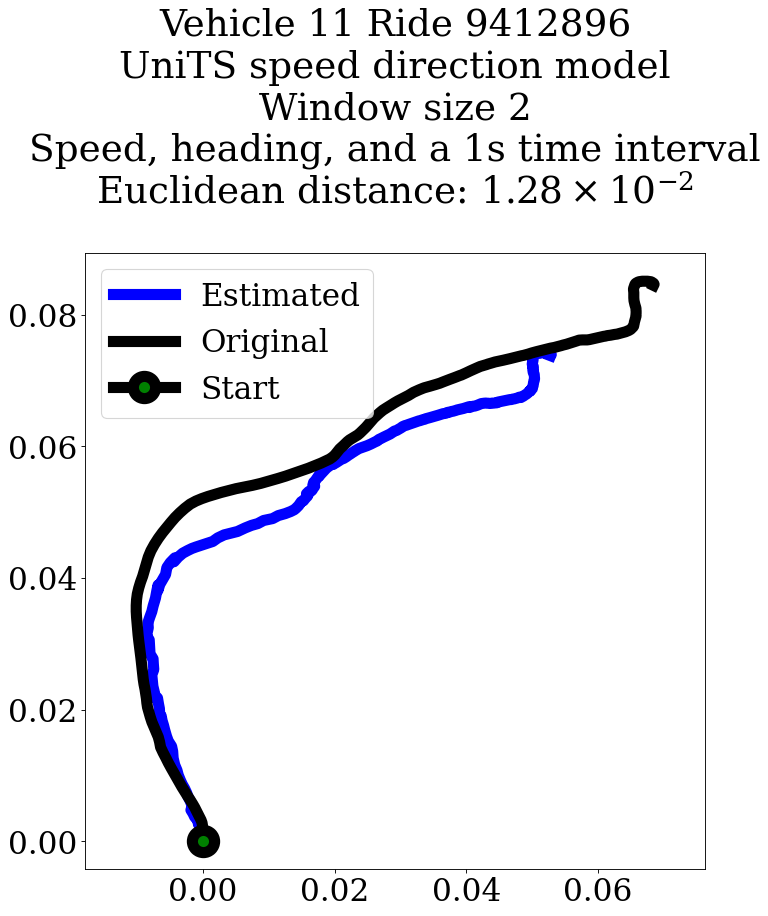 Vehicle 11 Ride 9412896
UniTS speed direction model
Window size 2
Speed, heading, and a 1s time interval
Euclidean distance: 1.28 × 10⁻²
Estimated
Original
Start
0.08
0.06
0.04
0.02
0.00
0.00 0.02 0.04 0.06